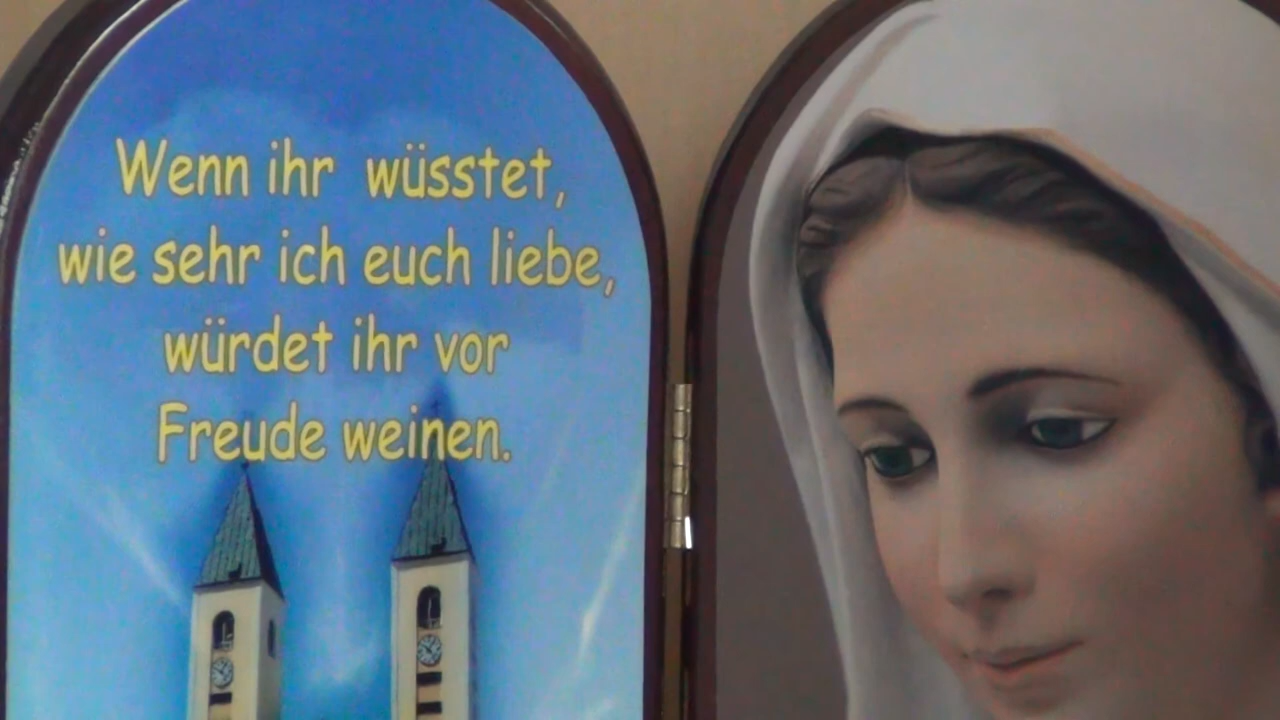 Wenn ihr wüsstet,
wie sehr ich euch liebe,
würdet ihr vor
Freude weinen.